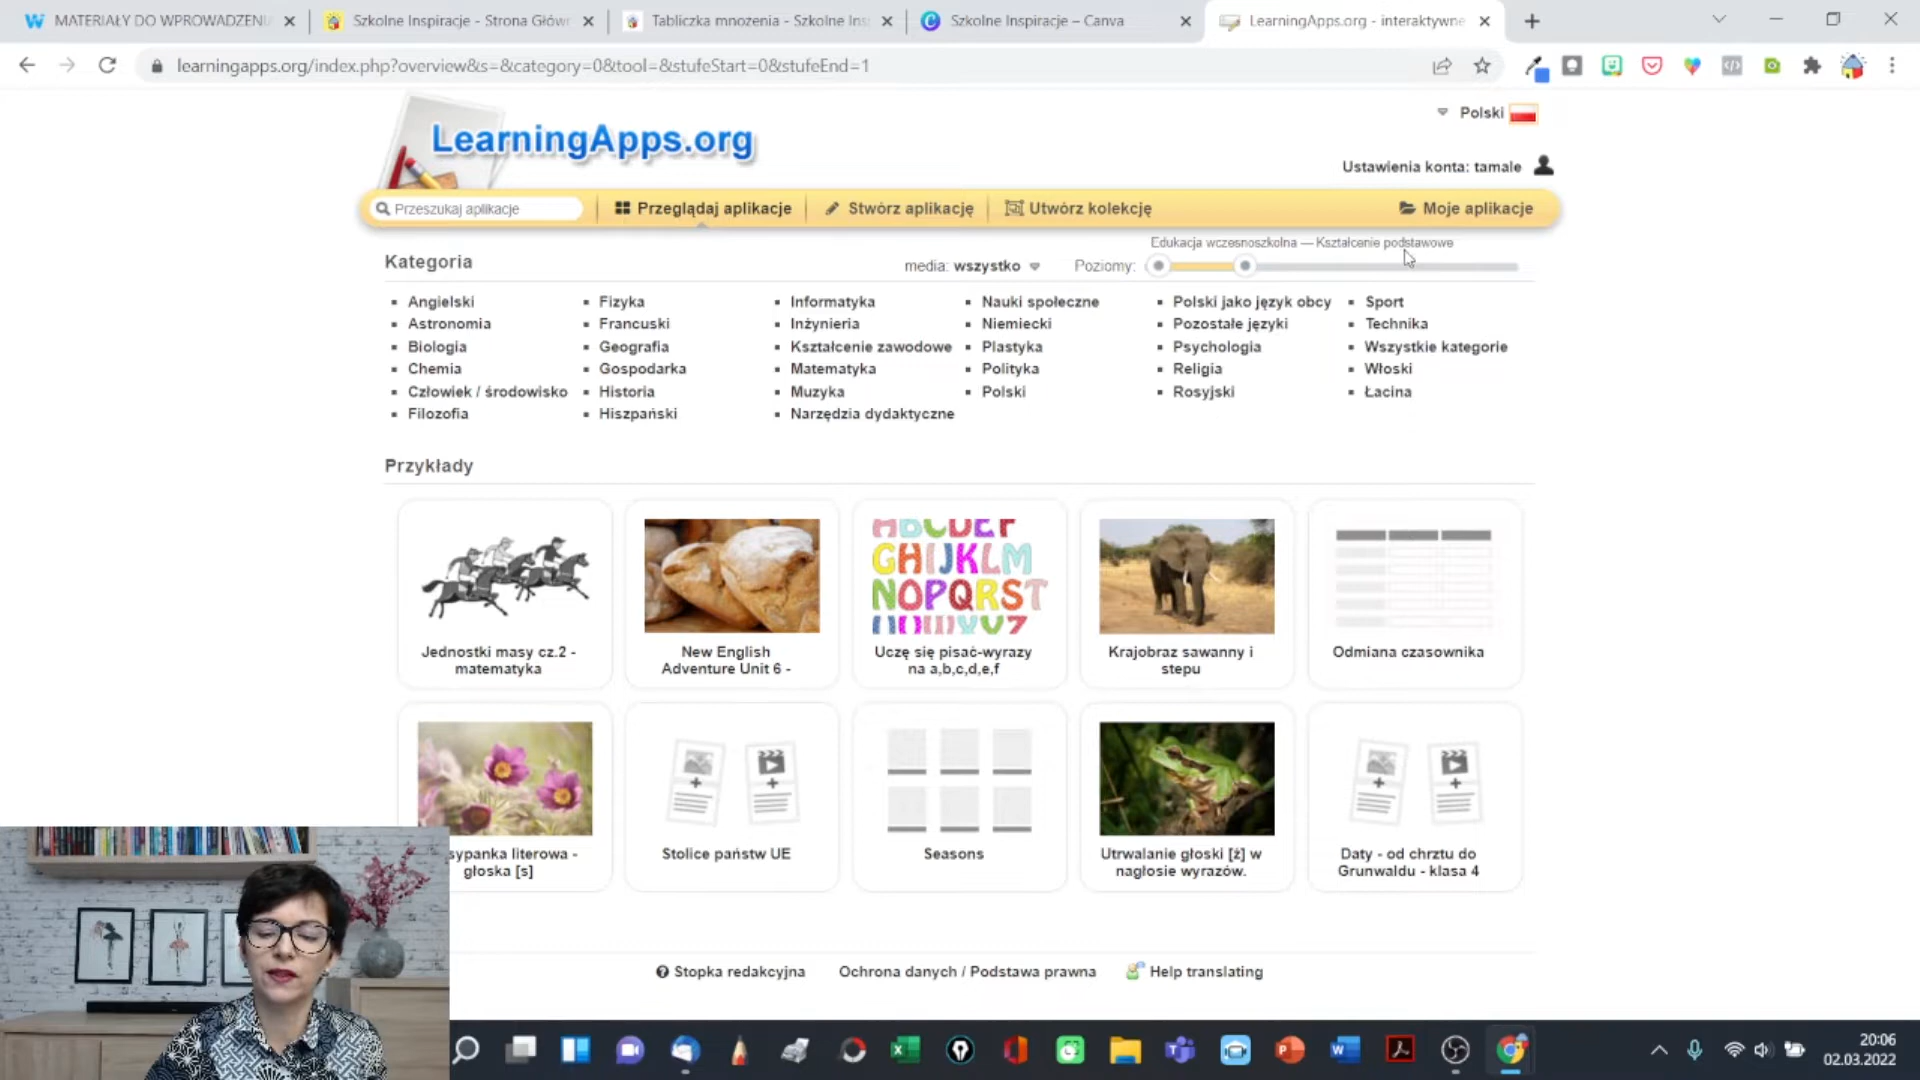 MATERIAŁY DO WPROWADZENI
Szkolne Inspiracje - Strona Główn
Tabliczka mnożenia - Szkolne Ins
Szkolne Inspiracje – Canva
LearningApps.org - interaktywne
learningapps.org/index.php?overview&s=&category=0&tool=&stufeStart=0&stufeEnd=1
LearningApps.org
Polski
Ustawienia konta: tamale
Przeszukaj aplikacje
Przeglądaj aplikacje
Stwórz aplikację
Utwórz kolekcję
Moje aplikacje
Edukacja wczesnoszkolna — Kształcenie podstawowe
Kategoria
media: wszystko
Poziomy:
Angielski
Astronomia
Biologia
Chemia
Człowiek / środowisko
Filozofia
Fizyka
Francuski
Geografia
Gospodarka
Historia
Hiszpański
Informatyka
Inżynieria
Kształcenie zawodowe
Matematyka
Muzyka
Narzędzia dydaktyczne
Nauki społeczne
Niemiecki
Plastyka
Polityka
Polski
Polski jako język obcy
Pozostałe języki
Psychologia
Religia
Rosyjski
Sport
Technika
Wszystkie kategorie
Włoski
Łacina
Przykłady
ABCDEF
GHIJKLM
NOPQRST
UVWXYZ
Jednostki masy cz.2 -
matematyka
New English
Adventure Unit 6 -
Uczę się pisać-wyrazy
na a,b,c,d,e,f
Krajobraz sawanny i
stepu
Odmiana czasownika
sypanka literowa -
głoska [s]
Stolice państw UE
Seasons
Utrwalanie głoski [ż] w
nagłosie wyrazów.
Daty - od chrztu do
Grunwaldu - klasa 4
Stopka redakcyjna
Ochrona danych / Podstawa prawna
Help translating
20:06
02.03.2022